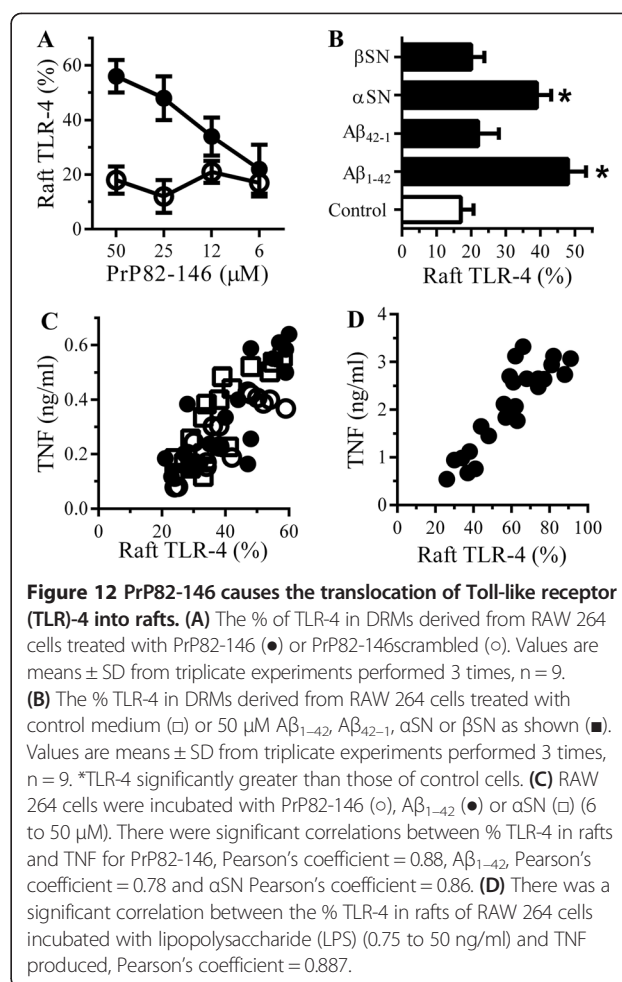 A
Raft TLR-4 (%)
60
40
20
0
50 25 12 6
PrP82-146 (μM)
B
βSN
αSN
*
Aβ42-1
Aβ1-42
*
Control
0 10 20 30 40 50
Raft TLR-4 (%)
C
TNF (ng/ml)
0.6
0.4
0.2
0.0
20 40 60
Raft TLR-4 (%)
D
TNF (ng/ml)
4
3
2
1
0
0 20 40 60 80 100
Raft TLR-4 (%)
Figure 12 PrP82-146 causes the translocation of Toll-like receptor
(TLR)-4 into rafts. (A) The % of TLR-4 in DRMs derived from RAW 264
cells treated with PrP82-146 (●) or PrP82-146scrambled (○). Values are
means ± SD from triplicate experiments performed 3 times, n = 9.
(B) The % TLR-4 in DRMs derived from RAW 264 cells treated with
control medium (□) or 50 μM Aβ1–42, Aβ42–1, αSN or βSN as shown (■).
Values are means ± SD from triplicate experiments performed 3 times,
n = 9. *TLR-4 significantly greater than those of control cells. (C) RAW
264 cells were incubated with PrP82-146 (○), Aβ1–42 (●) or αSN (□) (6
to 50 μM). There were significant correlations between % TLR-4 in rafts
and TNF for PrP82-146, Pearson's coefficient = 0.88, Aβ1–42, Pearson's
coefficient = 0.78 and αSN Pearson's coefficient = 0.86. (D) There was a
significant correlation between the % TLR-4 in rafts of RAW 264 cells
incubated with lipopolysaccharide (LPS) (0.75 to 50 ng/ml) and TNF
produced, Pearson's coefficient = 0.887.